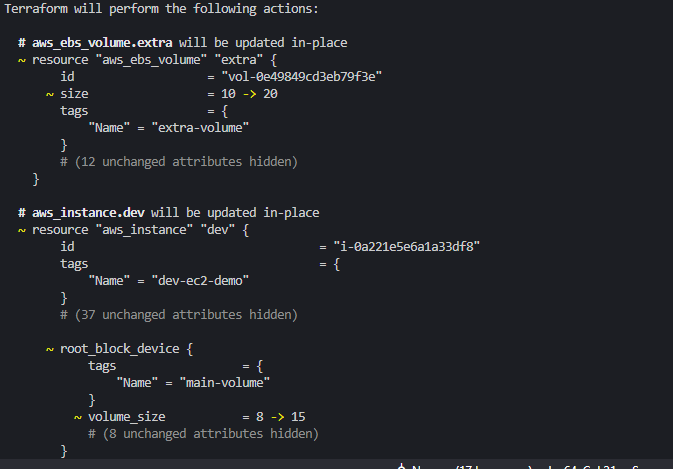 Terraform will perform the following actions:
# aws_ebs_volume.extra will be updated in-place
~ resource "aws_ebs_volume" "extra" {
id = "vol-0e49849cd3eb79f3e"
~ size = 10 -> 20
tags = {
"Name" = "extra-volume"
}
# (12 unchanged attributes hidden)
}
# aws_instance.dev will be updated in-place
~ resource "aws_instance" "dev" {
id = "i-0a221e5e6a1a33df8"
tags = {
"Name" = "dev-ec2-demo"
}
# (37 unchanged attributes hidden)
~ root_block_device {
tags = {
"Name" = "main-volume"
}
~ volume_size = 8 -> 15
# (8 unchanged attributes hidden)
}